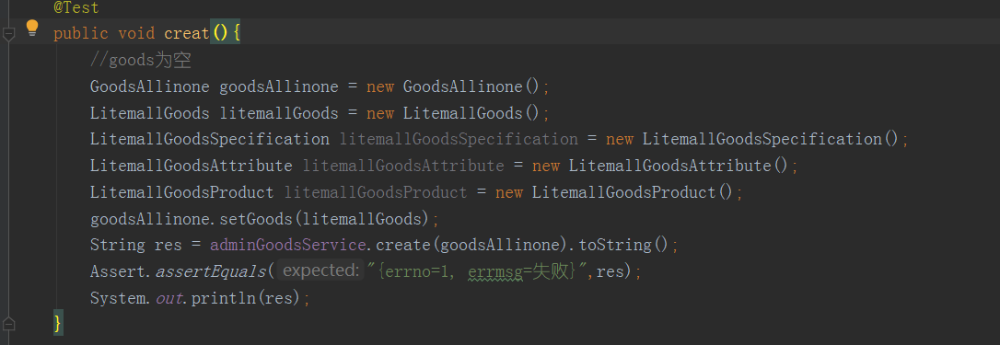 @Test
public void creat(){
//goods为空
GoodsAllinone goodsAllinone = new GoodsAllinone();
LitemallGoods litemallGoods = new LitemallGoods();
LitemallGoodsSpecification litemallGoodsSpecification = new LitemallGoodsSpecification();
LitemallGoodsAttribute litemallGoodsAttribute = new LitemallGoodsAttribute();
LitemallGoodsProduct litemallGoodsProduct = new LitemallGoodsProduct();
goodsAllinone.setGoods(litemallGoods);
String res = adminGoodsService.create(goodsAllinone).toString();
Assert.assertEquals( expected: "{errno=1, errmsg=失败}",res);
System.out.println(res);
}